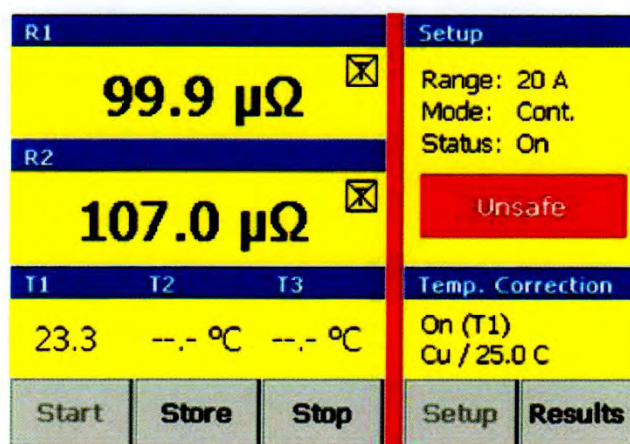 R1
99.9 µΩ
R2
107.0 µΩ
T1 T2 T3
23.3 --.- ºC --.- ºC
Start Store Stop
Setup
Range: 20 A
Mode: Cont.
Status: On
Unsafe
Temp. Correction
On (T1)
Cu / 25.0 C
Setup Results